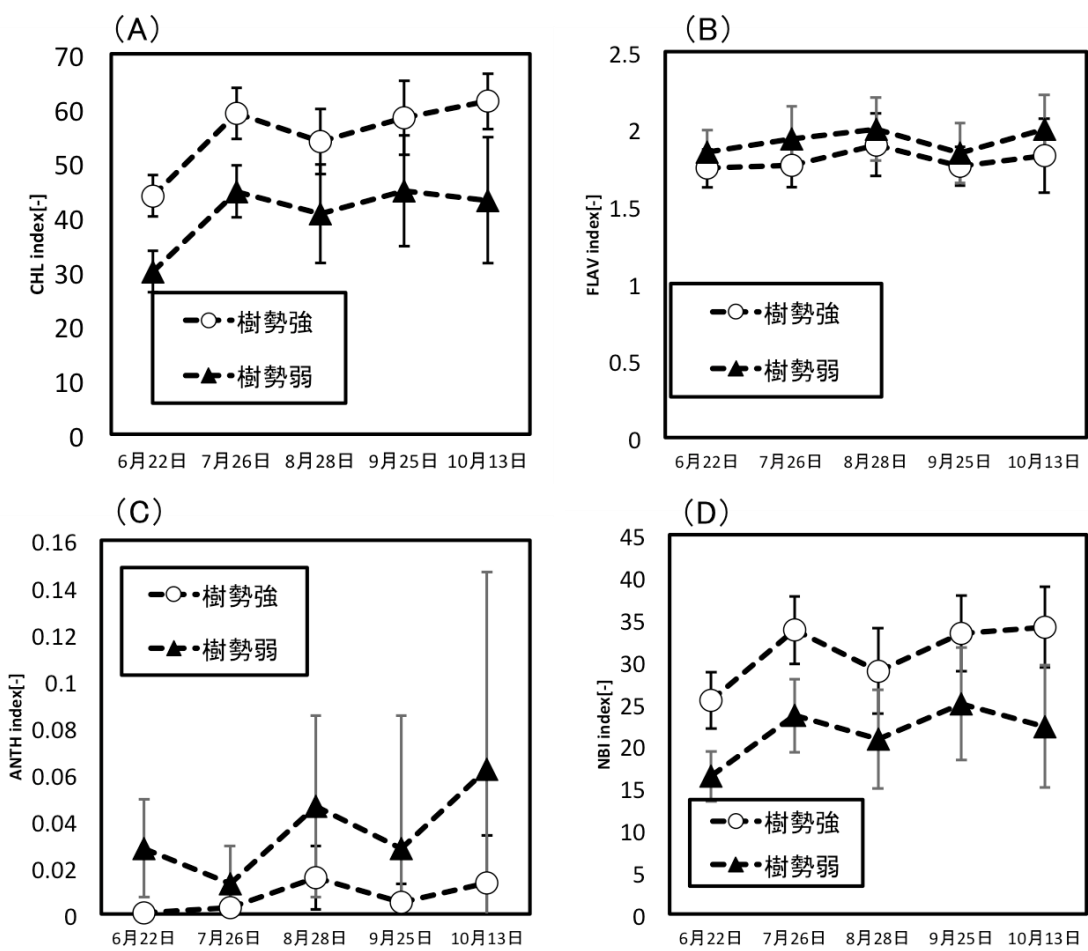 (A)
70
60
50
40
30
20
10
0
CHL index[-]
樹勢強
樹勢弱
6月22日 7月26日 8月28日 9月25日 10月13日
(B)
2.5
2
1.5
1
0.5
0
FLAV index[-]
樹勢強
樹勢弱
6月22日 7月26日 8月28日 9月25日 10月13日
(C)
0.16
0.14
0.12
0.1
0.08
0.06
0.04
0.02
0
ANTH index[-]
樹勢強
樹勢弱
6月22日 7月26日 8月28日 9月25日 10月13日
(D)
45
40
35
30
25
20
15
10
5
0
NBI index[-]
樹勢強
樹勢弱
6月22日 7月26日 8月28日 9月25日 10月13日